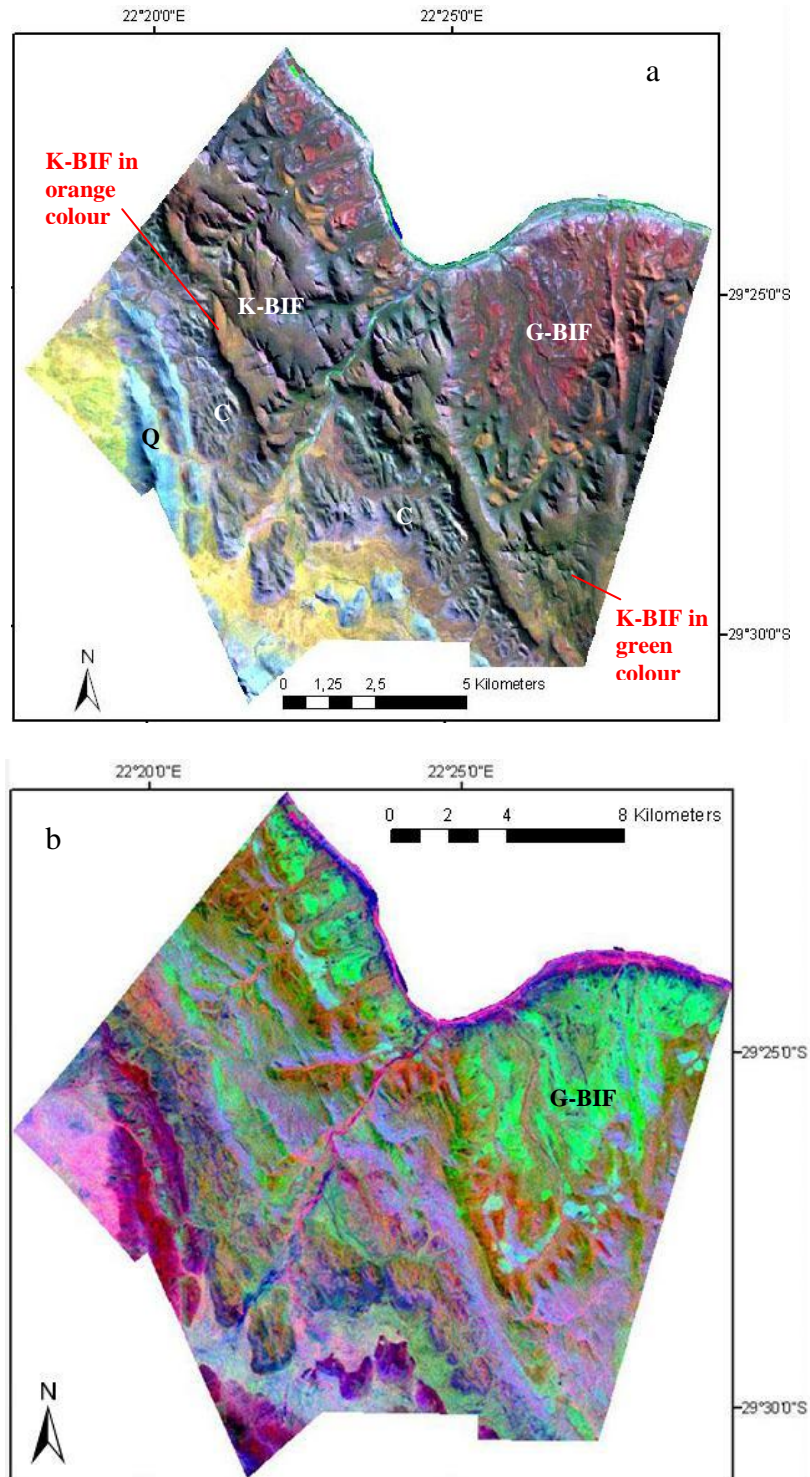 22°20'0"E 22°25'0"E
a
K-BIF in
orange
colour
K-BIF
G-BIF
29°25'0"S
C
Q
C
K-BIF in
green
colour
29°30'0"S
N
0 1,25 2,5 5 Kilometers
22°20'0"E 22°25'0"E
b
0 2 4 8 Kilometers
29°25'0"S
G-BIF
29°30'0"S
N